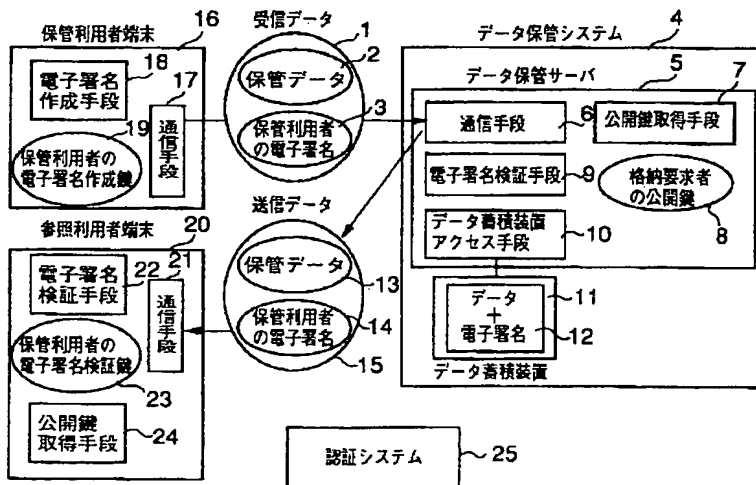 保管利用者端末
16
電子署名
作成手段
18
17
通信手段
19
保管利用者の
電子署名作成鍵
受信データ
1
2
保管データ
3
保管利用者
の電子署名
データ保管システム
4
データ保管サーバ
5
7
通信手段
6
公開鍵取得手段
電子署名検証手段
9
格納要求者
の公開鍵
8
データ蓄積装置
アクセス手段
10
データ
+
電子署名
11
12
データ蓄積装置
送信データ
保管データ
13
保管利用者
の電子署名
14
15
参照利用者端末
20
電子署名
検証手段
22
21
通信手段
保管利用者の
電子署名検証鍵
23
公開鍵
取得手段
24
認証システム
25